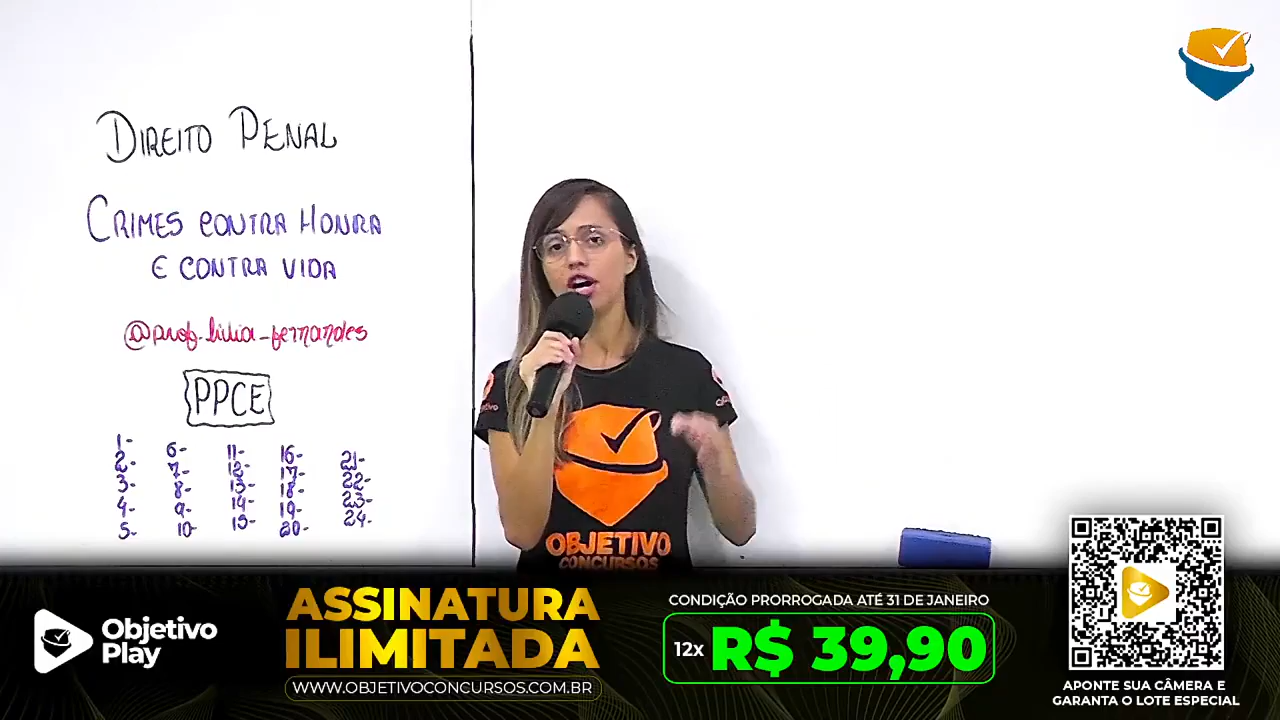 DIREITO PENAL
CRIMES CONTRA HONRA
E CONTRA VIDA
@prof_lilia_fernandes
PPCE
1- 6- 11- 16- 21-
2- 7- 12- 17- 22-
3- 8- 13- 18- 23-
4- 9- 14- 19- 24-
5- 10- 15- 20-
OBJETIVO
CONCURSOS
Objetivo
Play
ASSINATURA
ILIMITADA
WWW.OBJETIVOCONCURSOS.COM.BR
CONDIÇÃO PRORROGADA ATÉ 31 DE JANEIRO
12x R$ 39,90
APONTE SUA CÂMERA E
GARANTA O LOTE ESPECIAL